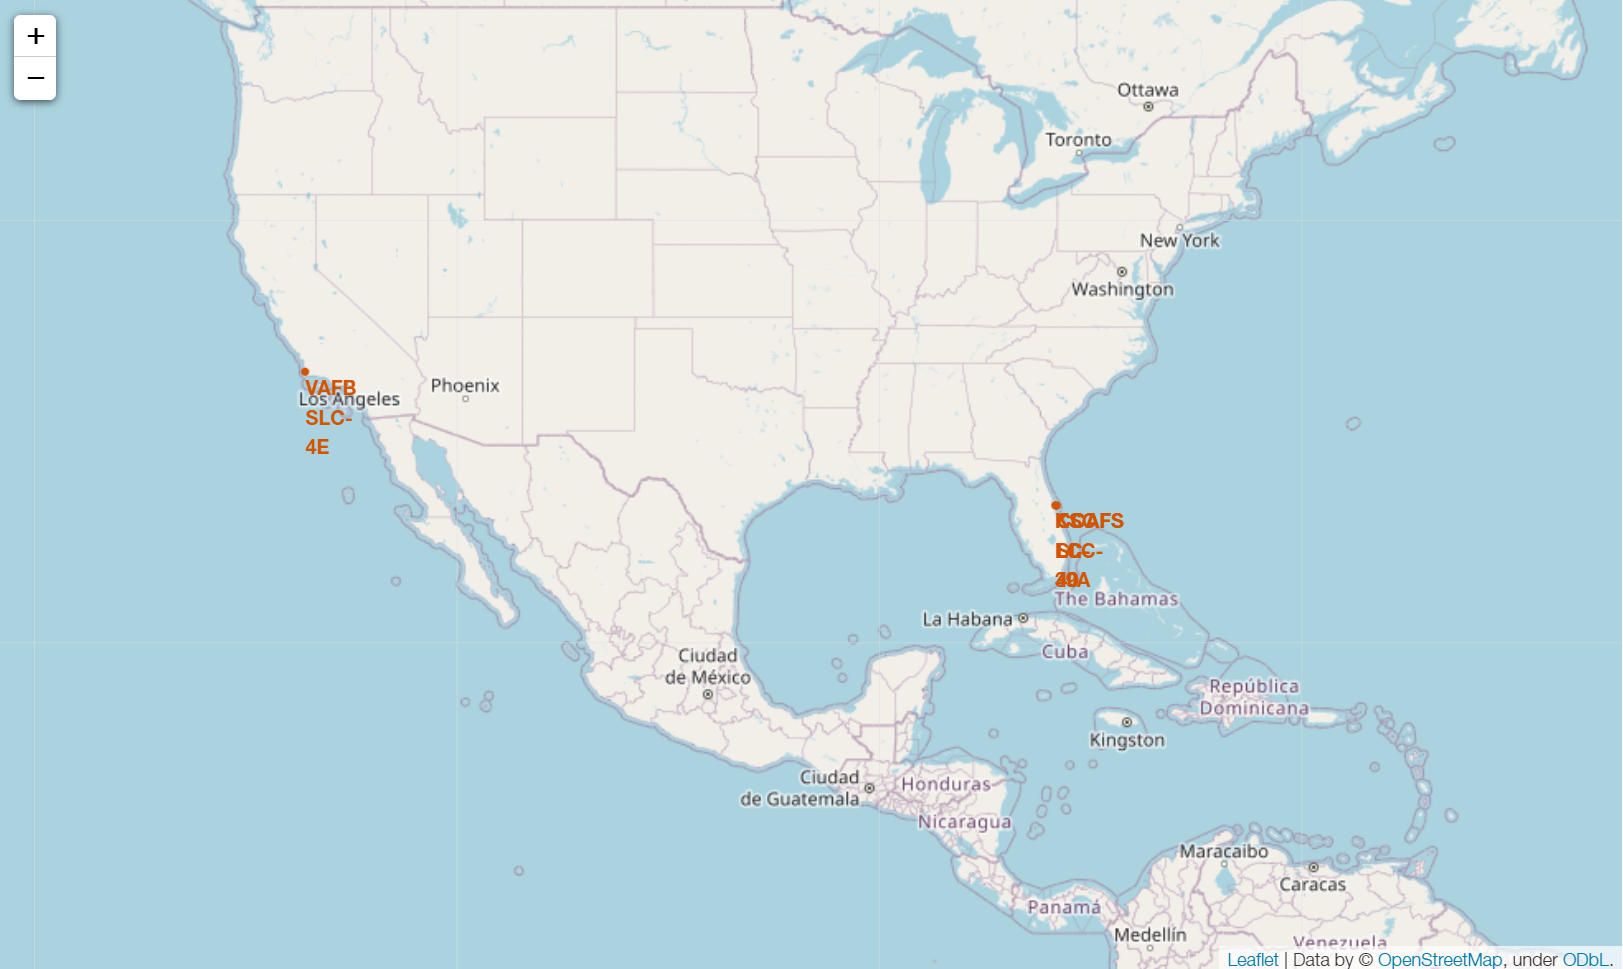 +
−
Ottawa
Toronto
New York
Washington
VAFB
Los Angeles
SLC-
4E
Phoenix
The Bahamas
La Habana
Cuba
Ciudad
de México
República
Dominicana
Kingston
Ciudad
de Guatemala
Honduras
Nicaragua
Maracaibo
Caracas
Panamá
Medellín
Venezuela
Leaflet | Data by © OpenStreetMap, under ODbL.